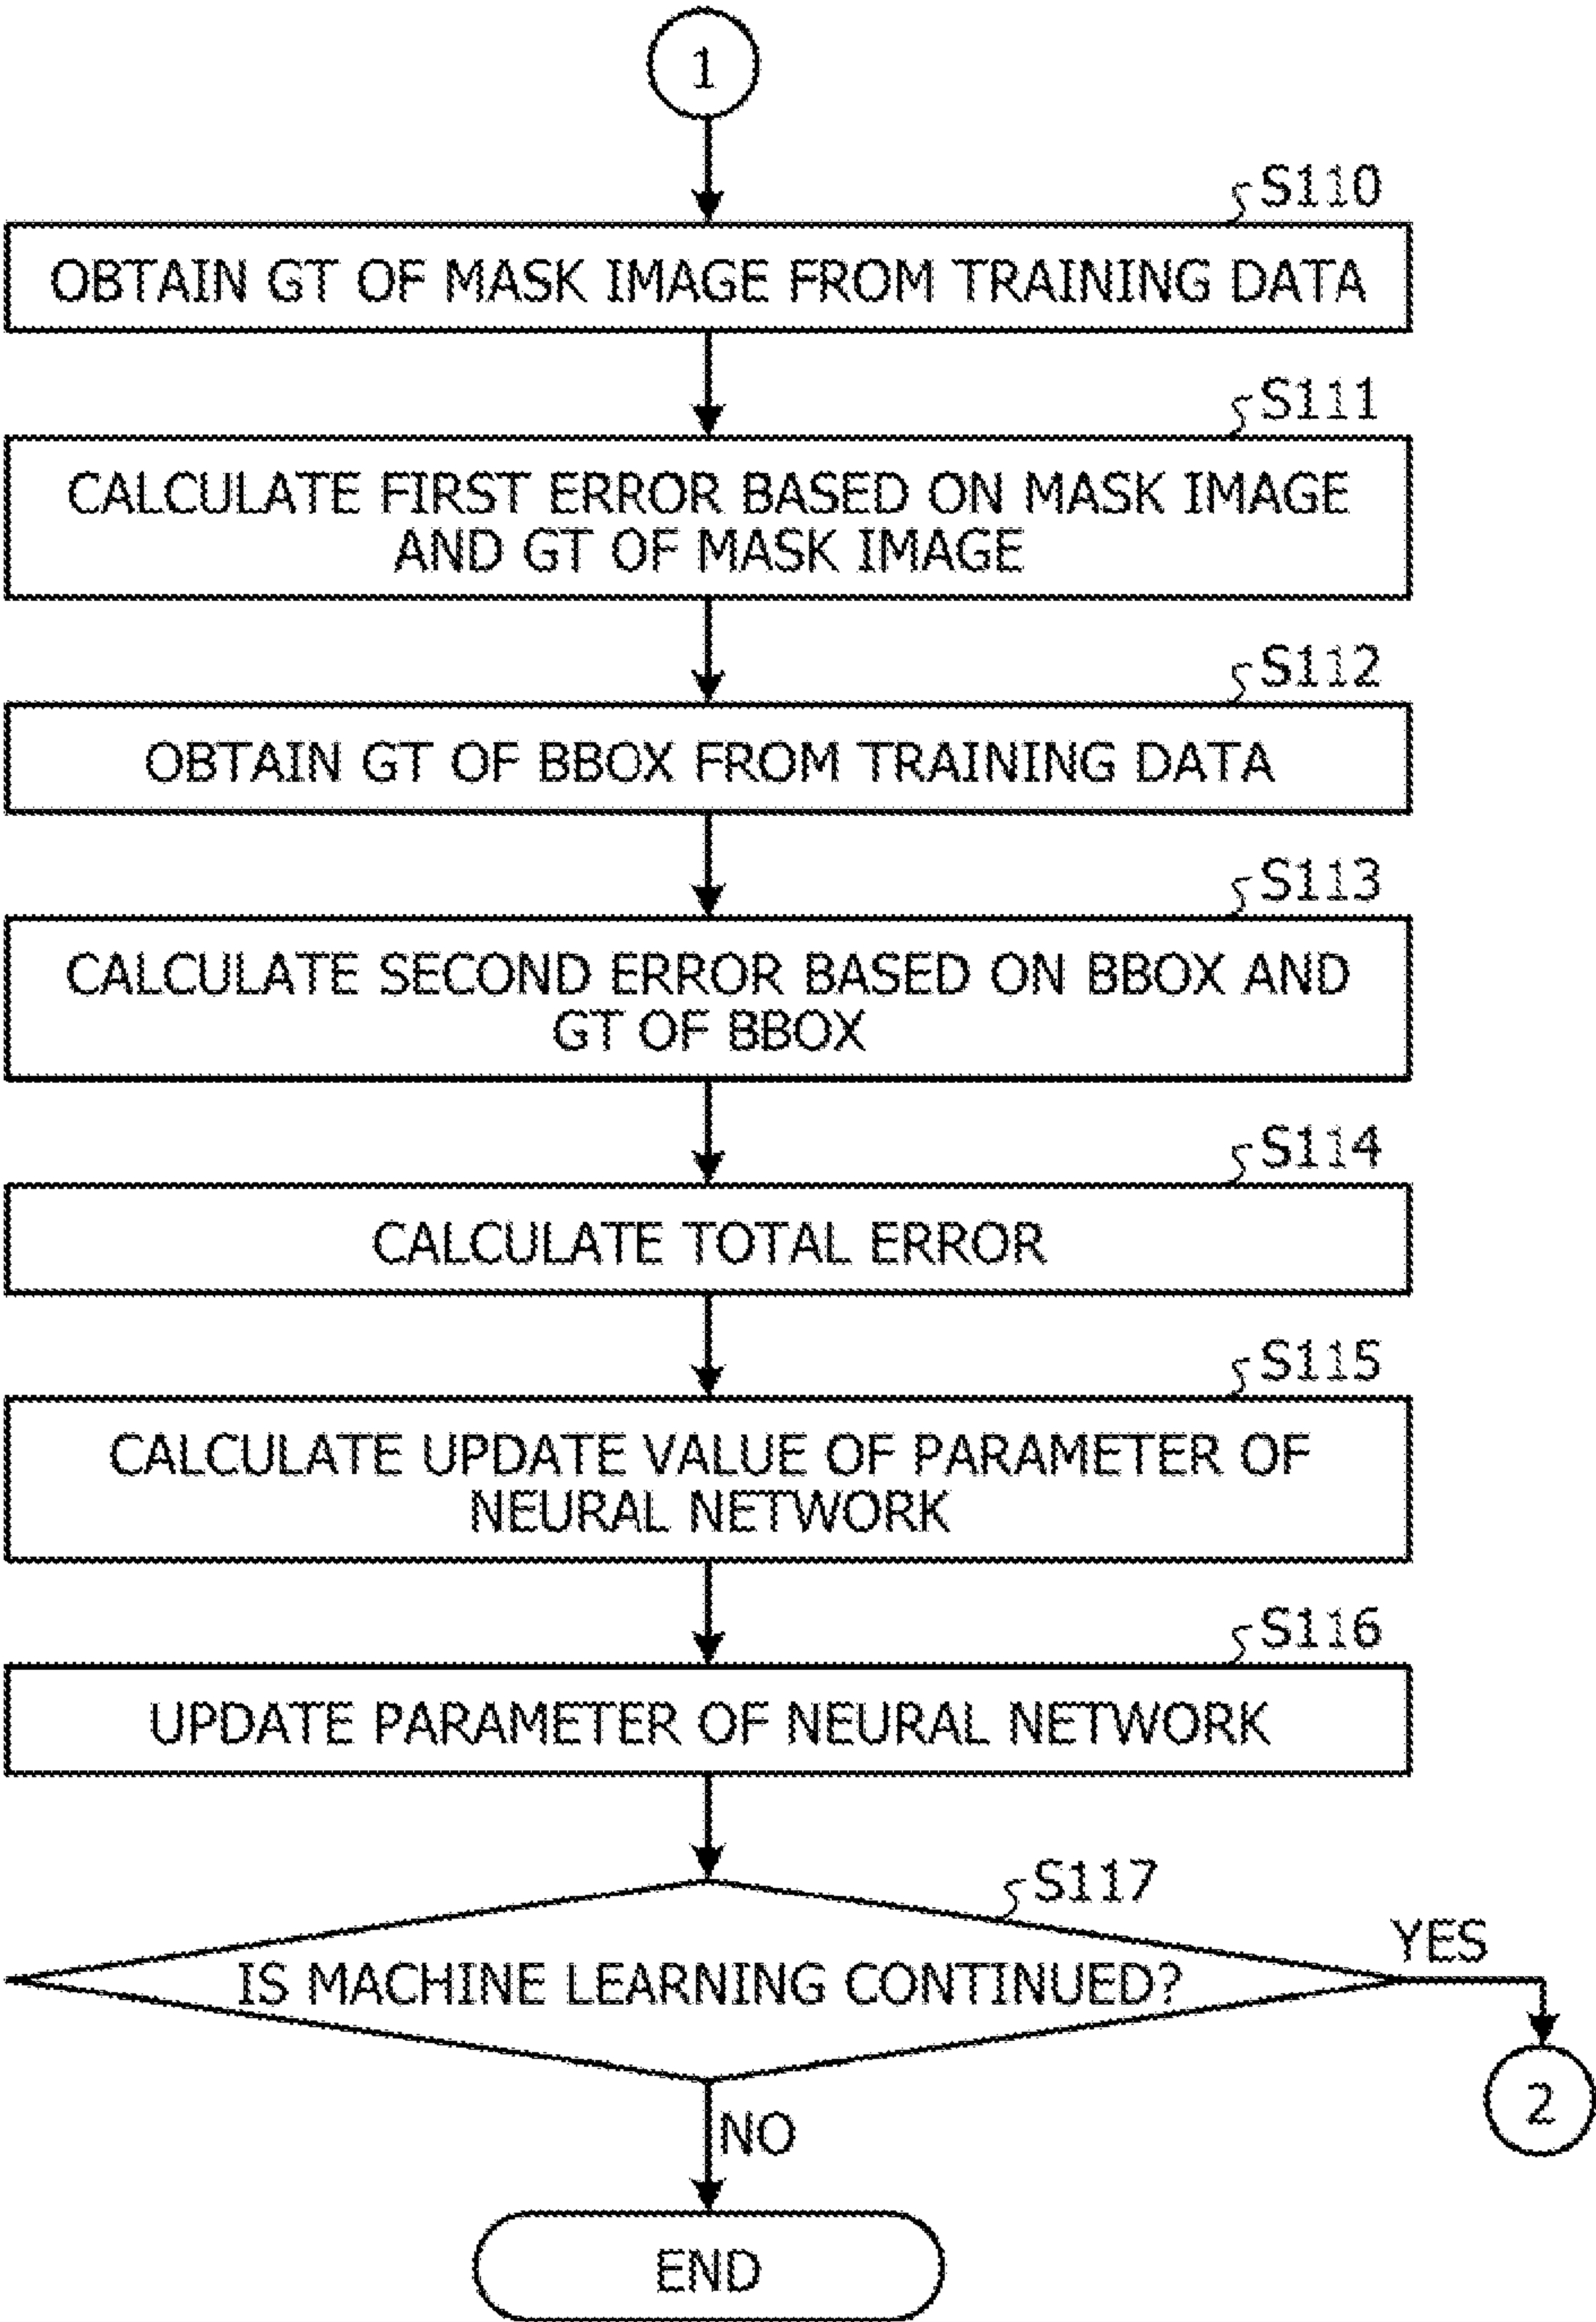 1
S110
OBTAIN GT OF MASK IMAGE FROM TRAINING DATA
S111
CALCULATE FIRST ERROR BASED ON MASK IMAGE
AND GT OF MASK IMAGE
S112
OBTAIN GT OF BBOX FROM TRAINING DATA
S113
CALCULATE SECOND ERROR BASED ON BBOX AND
GT OF BBOX
S114
CALCULATE TOTAL ERROR
S115
CALCULATE UPDATE VALUE OF PARAMETER OF
NEURAL NETWORK
S116
UPDATE PARAMETER OF NEURAL NETWORK
S117
IS MACHINE LEARNING CONTINUED?
YES
2
NO
END